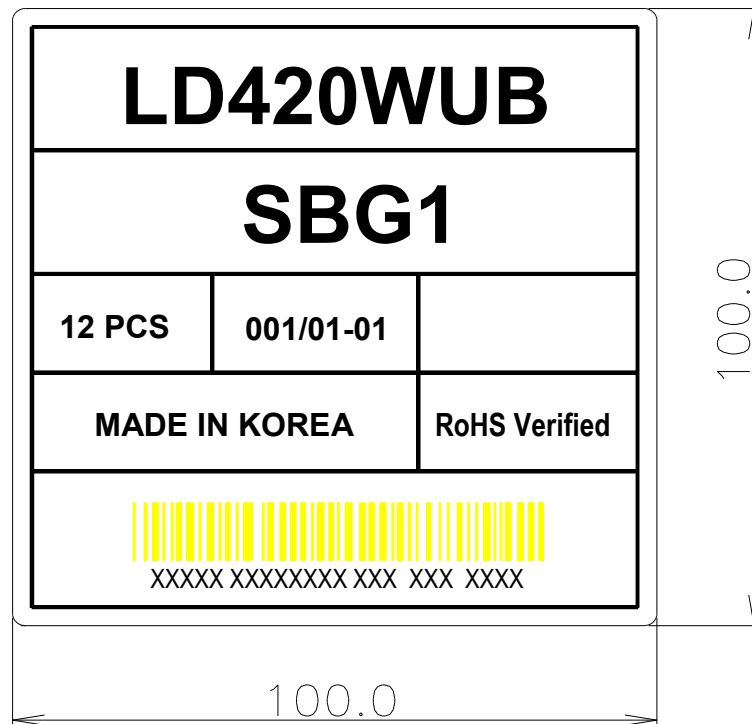 LD420WUB
SBG1
12 PCS 001/01-01
MADE IN KOREA RoHS Verified
XXXXX XXXXXXXX XXX XXX XXXX
100.0
100.0